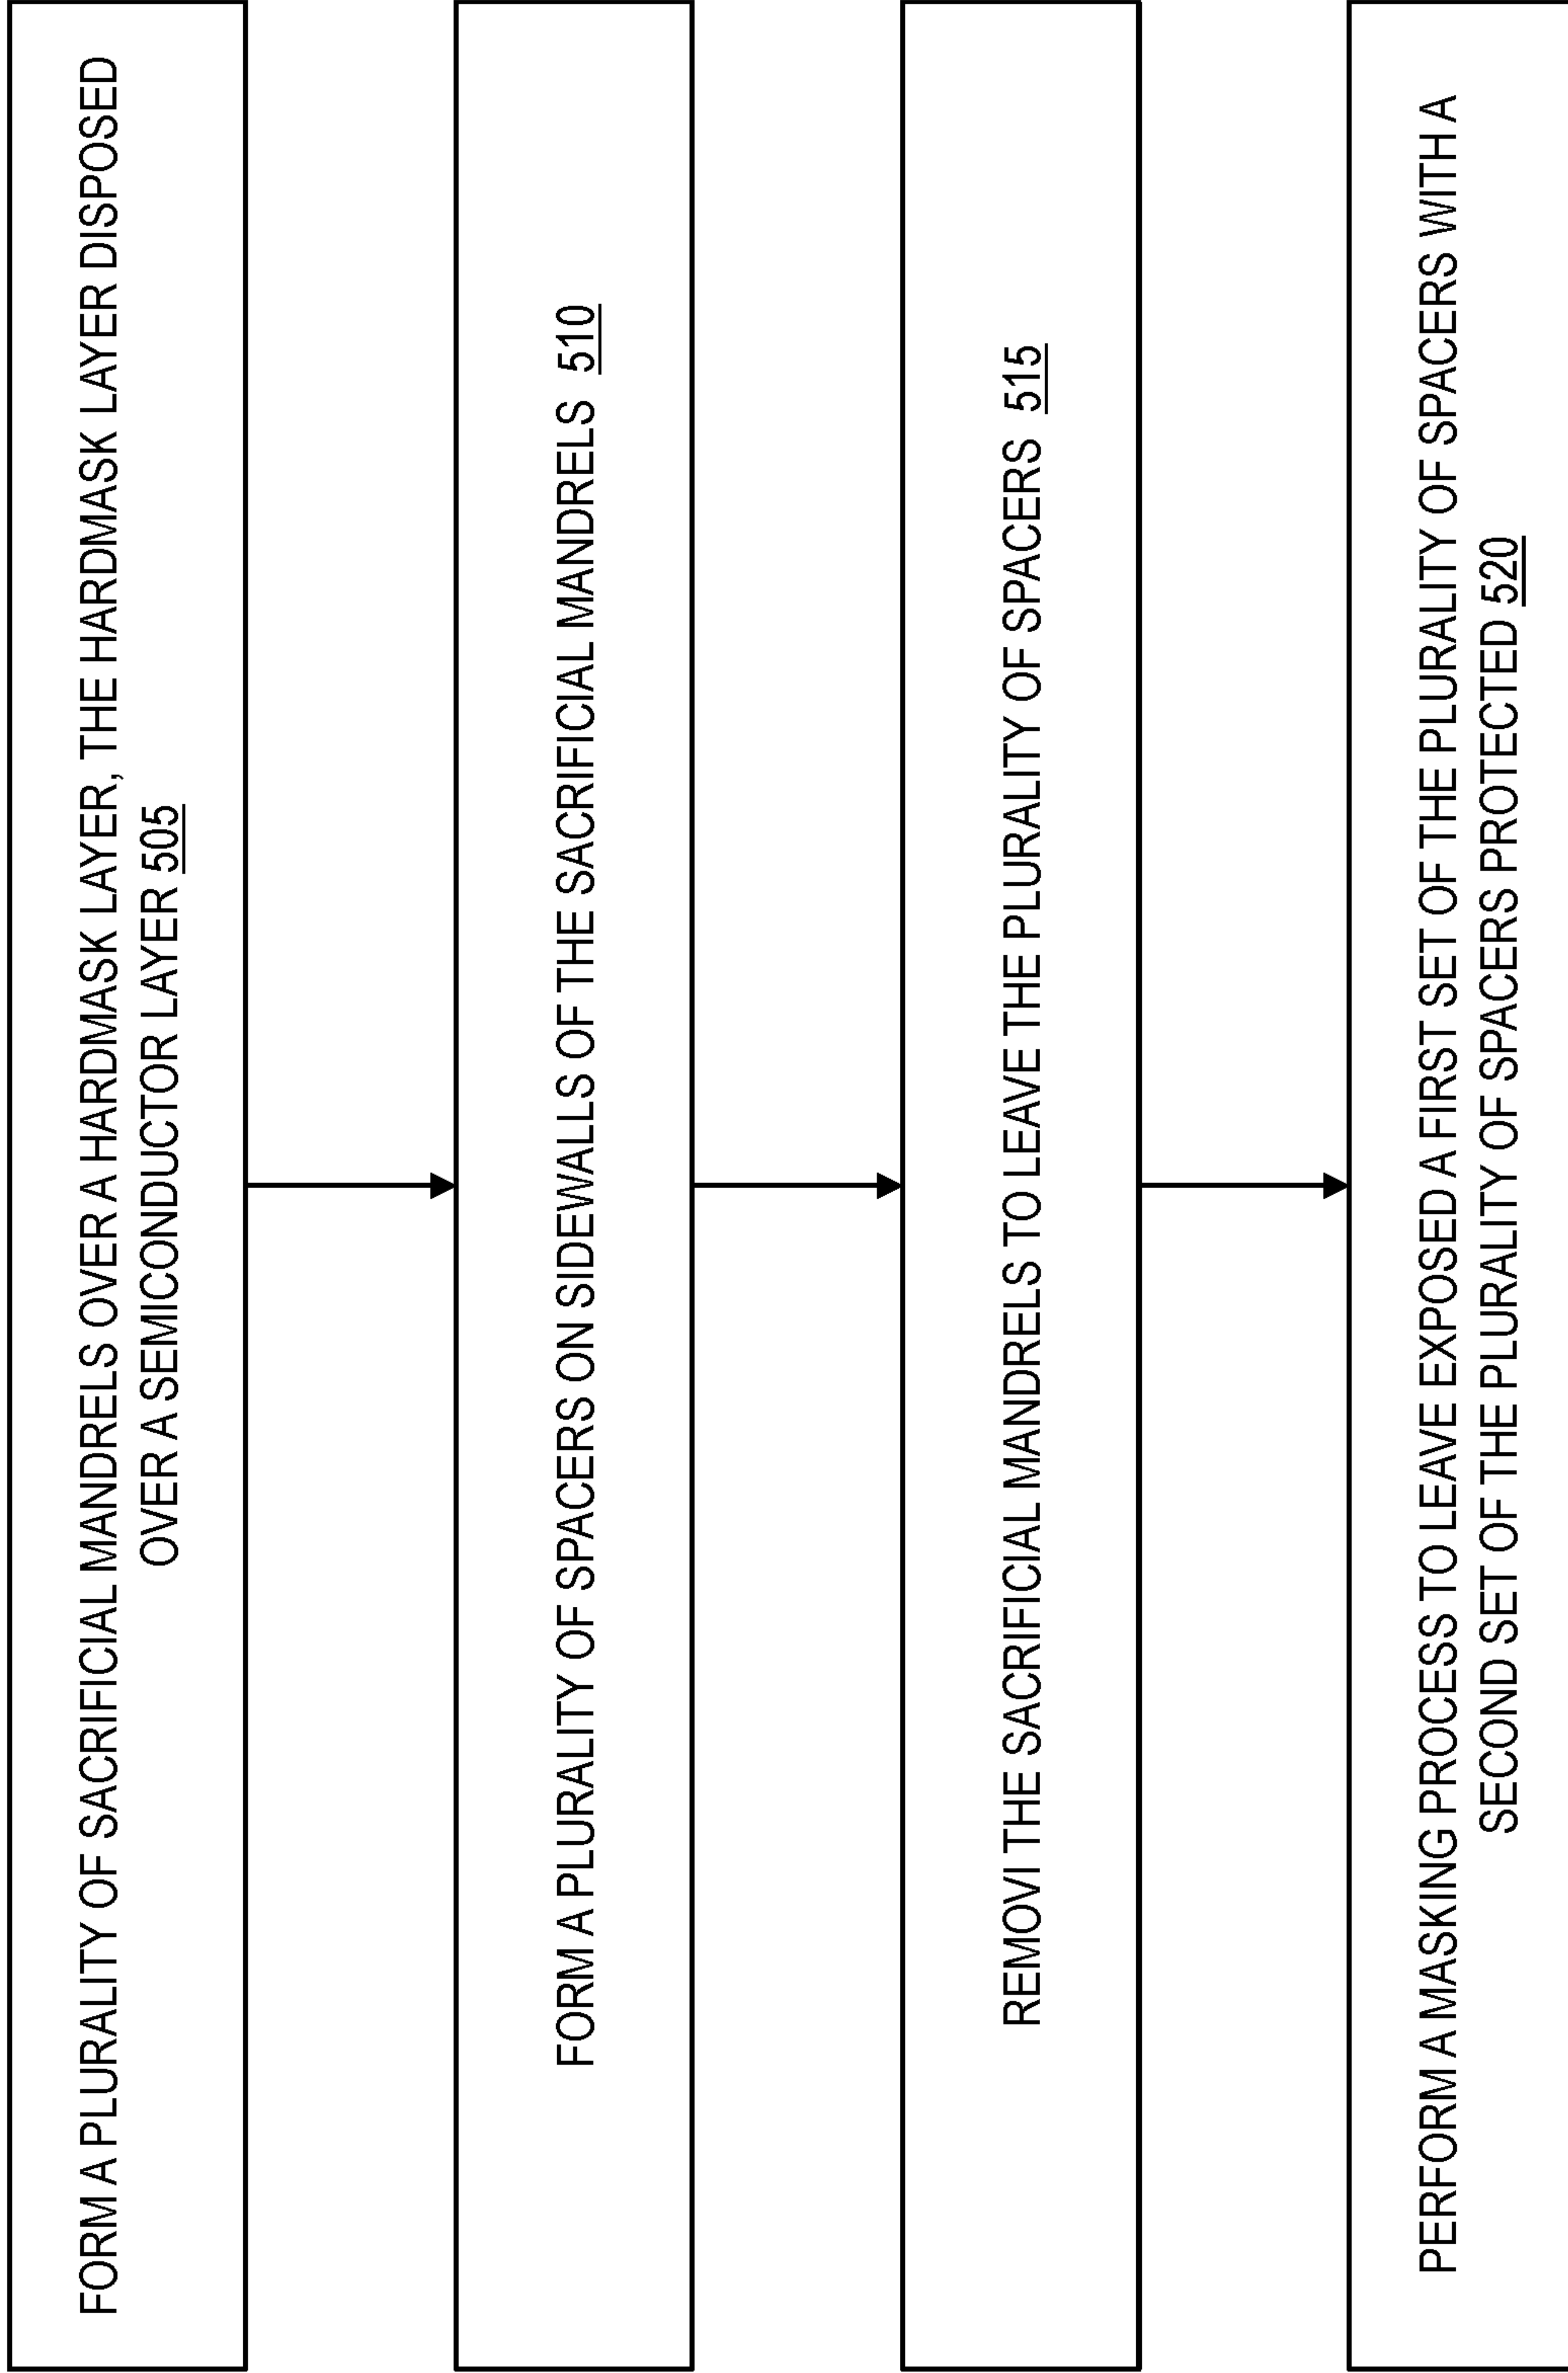 FORM A PLURALITY OF SACRIFICIAL MANDRELS OVER A HARDMASK LAYER, THE HARDMASK LAYER DISPOSED
OVER A SEMICONDUCTOR LAYER 505
FORM A PLURALITY OF SPACERS ON SIDEWALLS OF THE SACRIFICIAL MANDRELS 510
REMOVI THE SACRIFICIAL MANDRELS TO LEAVE THE PLURALITY OF SPACERS 515
PERFORM A MASKING PROCESS TO LEAVE EXPOSED A FIRST SET OF THE PLURALITY OF SPACERS WITH A
SECOND SET OF THE PLURALITY OF SPACERS PROTECTED 520